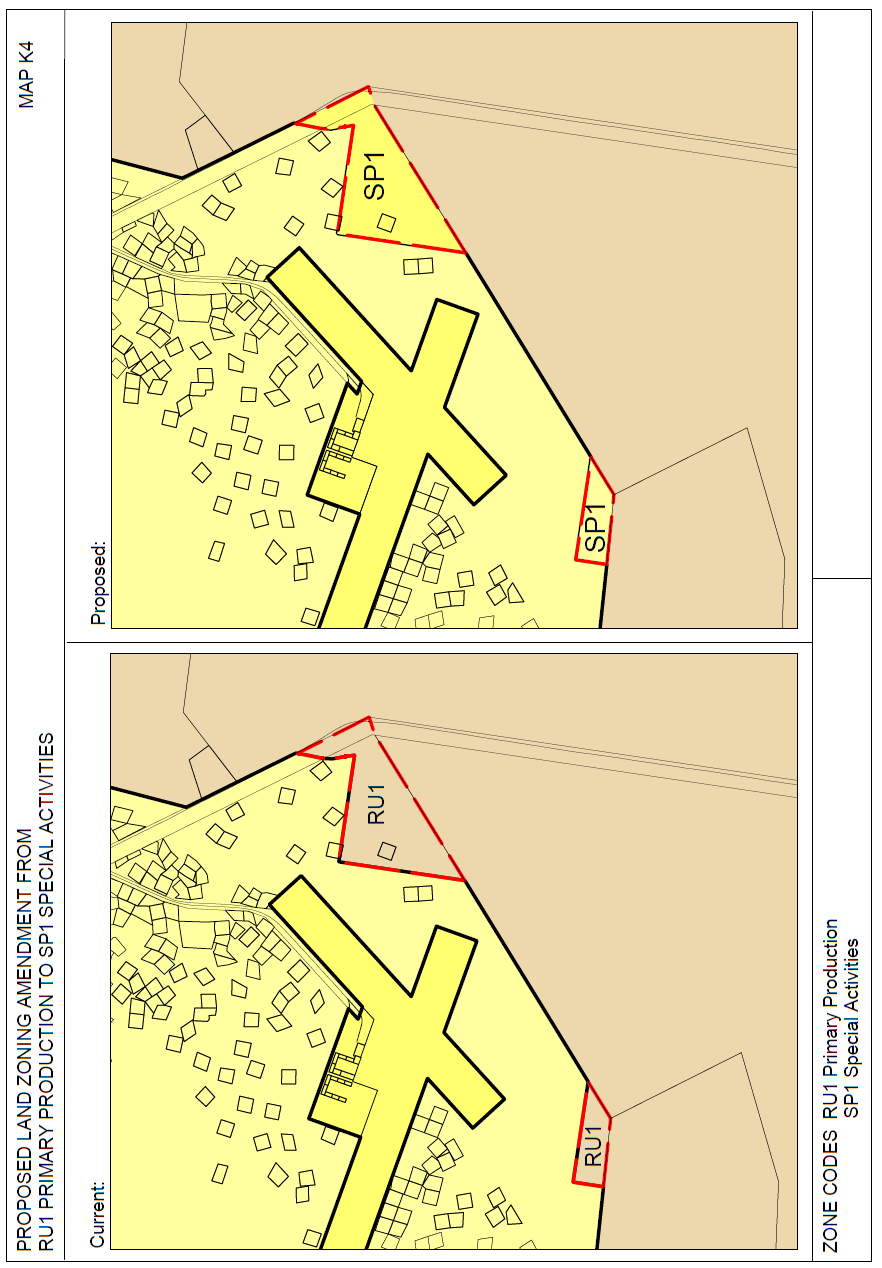 PROPOSED LAND ZONING AMENDMENT FROM
RU1 PRIMARY PRODUCTION TO SP1 SPECIAL ACTIVITIES
MAP K4
Current:
RU1
RU1
Proposed:
SP1
SP1
ZONE CODES RU1 Primary Production
SP1 Special Activities